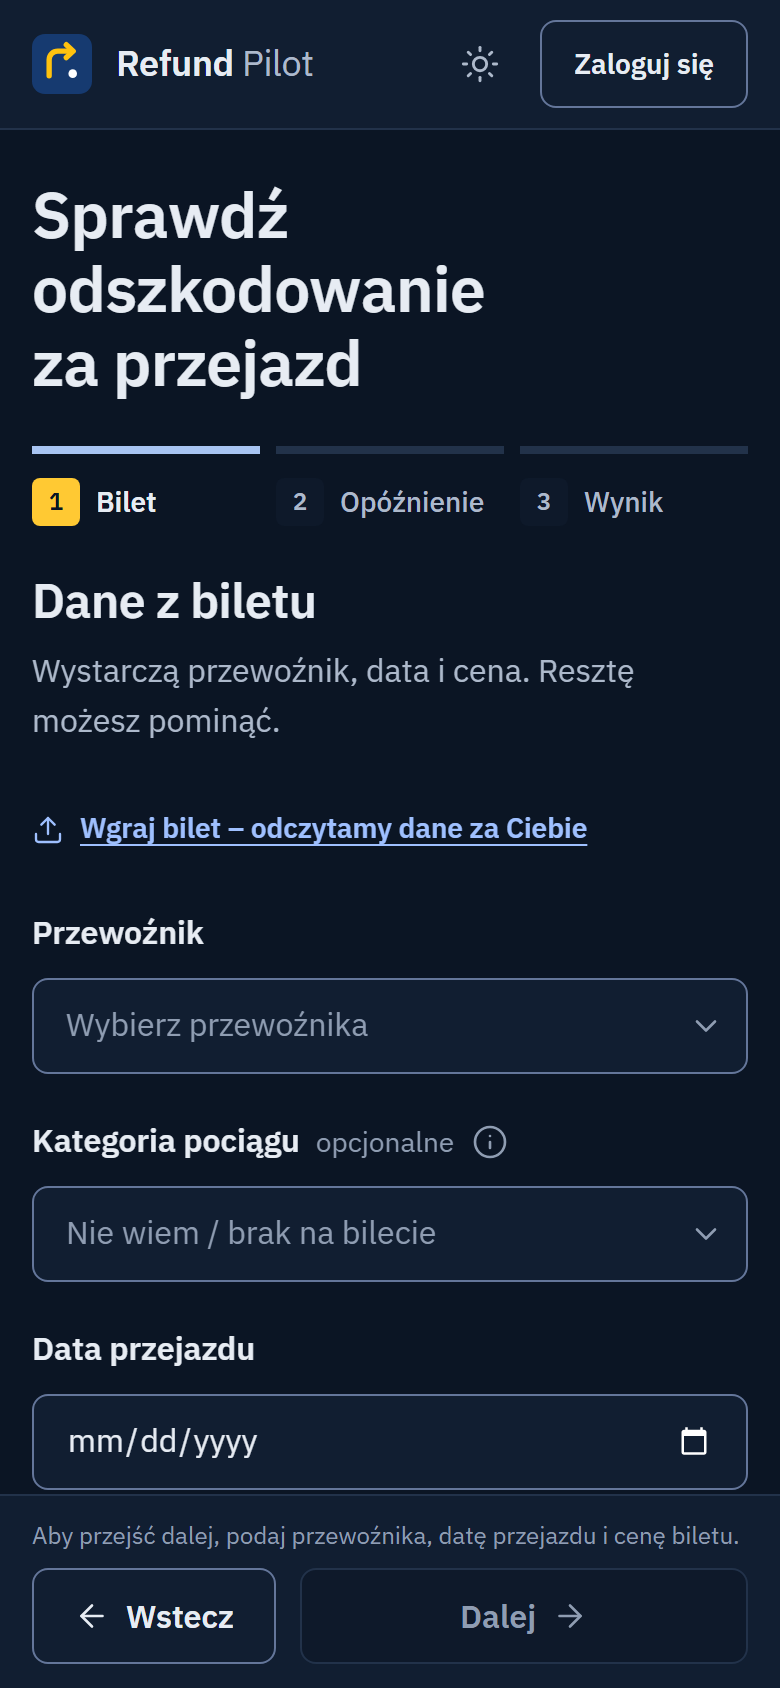 Refund Pilot
Zaloguj się
Sprawdź
odszkodowanie
za przejazd
1 Bilet
2 Opóźnienie
3 Wynik
Dane z biletu
Wystarczą przewoźnik, data i cena. Resztę
możesz pominąć.
Wgraj bilet – odczytamy dane za Ciebie
Przewoźnik
Wybierz przewoźnika
Kategoria pociągu opcjonalne
Nie wiem / brak na bilecie
Data przejazdu
mm/dd/yyyy
Aby przejść dalej, podaj przewoźnika, datę przejazdu i cenę biletu.
Wstecz
Dalej